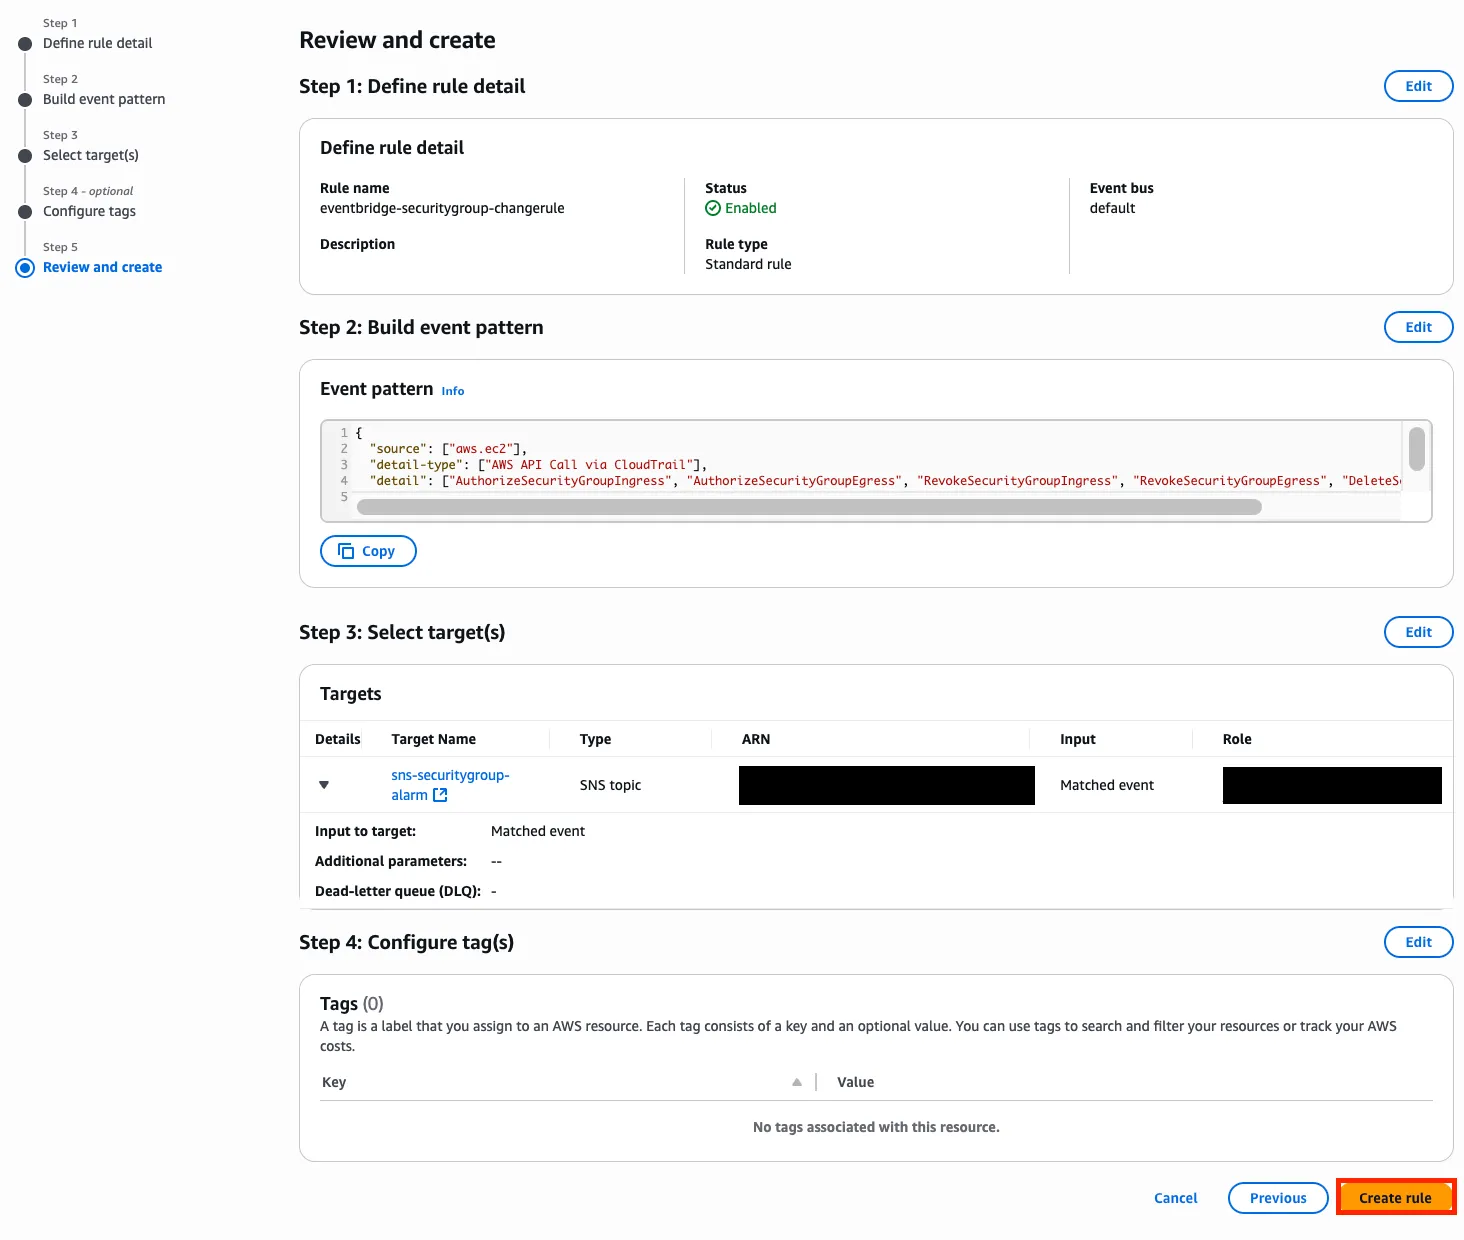 Step 1
Define rule detail
Step 2
Build event pattern
Step 3
Select target(s)
Step 4 - optional
Configure tags
Step 5
Review and create
Review and create
Step 1: Define rule detail
Edit
Define rule detail
Rule name
eventbridge-securitygroup-changerule
Description
Status
Enabled
Rule type
Standard rule
Event bus
default
Step 2: Build event pattern
Edit
Event pattern Info
1 {
2 "source": ["aws.ec2"],
3 "detail-type": ["AWS API Call via CloudTrail"],
4 "detail": ["AuthorizeSecurityGroupIngress", "AuthorizeSecurityGroupEgress", "RevokeSecurityGroupIngress", "RevokeSecurityGroupEgress", "DeleteS
5
Copy
Step 3: Select target(s)
Edit
Targets
Details Target Name Type ARN Input Role
sns-securitygroup-
alarm
SNS topic
Matched event
Input to target: Matched event
Additional parameters: --
Dead-letter queue (DLQ): -
Step 4: Configure tag(s)
Edit
Tags (0)
A tag is a label that you assign to an AWS resource. Each tag consists of a key and an optional value. You can use tags to search and filter your resources or track your AWS
costs.
Key Value
No tags associated with this resource.
Cancel Previous Create rule